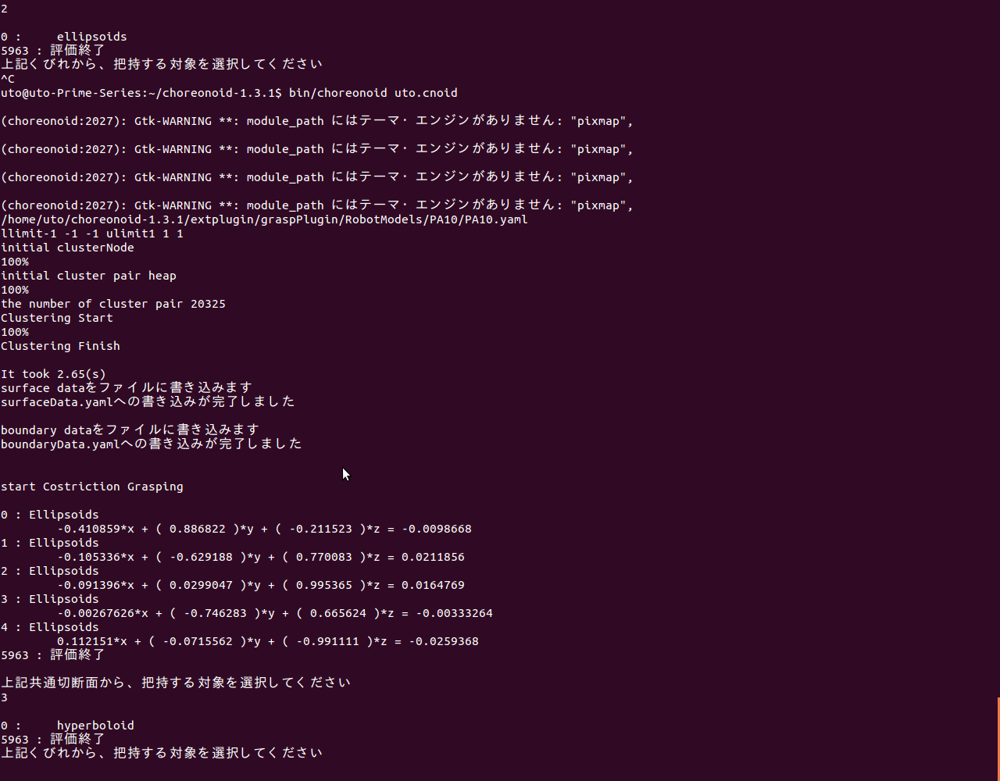 2
0 :     ellipsoids
5963 : 評価終了
上記くびれから、把持する対象を選択してください
^C
uto@uto-Prime-Series:~/choreonoid-1.3.1$ bin/choreonoid uto.cnoid
(choreonoid:2027): Gtk-WARNING **: module_path にはテーマ・エンジンがありません: "pixmap",
(choreonoid:2027): Gtk-WARNING **: module_path にはテーマ・エンジンがありません: "pixmap",
(choreonoid:2027): Gtk-WARNING **: module_path にはテーマ・エンジンがありません: "pixmap",
(choreonoid:2027): Gtk-WARNING **: module_path にはテーマ・エンジンがありません: "pixmap",
/home/uto/choreonoid-1.3.1/extplugin/graspPlugin/RobotModels/PA10/PA10.yaml
llimit-1 -1 -1 ulimit1 1 1
initial clusterNode
100%
initial cluster pair heap
100%
the number of cluster pair 20325
Clustering Start
100%
Clustering Finish
It took 2.65(s)
surface dataをファイルに書き込みます
surfaceData.yamlへの書き込みが完了しました
boundary dataをファイルに書き込みます
boundaryData.yamlへの書き込みが完了しました
start Costriction Grasping
0 : Ellipsoids
        -0.410859*x + ( 0.886822 )*y + ( -0.211523 )*z = -0.0098668
1 : Ellipsoids
        -0.105336*x + ( -0.629188 )*y + ( 0.770083 )*z = 0.0211856
2 : Ellipsoids
        -0.091396*x + ( 0.0299047 )*y + ( 0.995365 )*z = 0.0164769
3 : Ellipsoids
        -0.00267626*x + ( -0.746283 )*y + ( 0.665624 )*z = -0.00333264
4 : Ellipsoids
        0.112151*x + ( -0.0715562 )*y + ( -0.991111 )*z = -0.0259368
5963 : 評価終了
上記共通切断面から、把持する対象を選択してください
3
0 :     hyperboloid
5963 : 評価終了
上記くびれから、把持する対象を選択してください